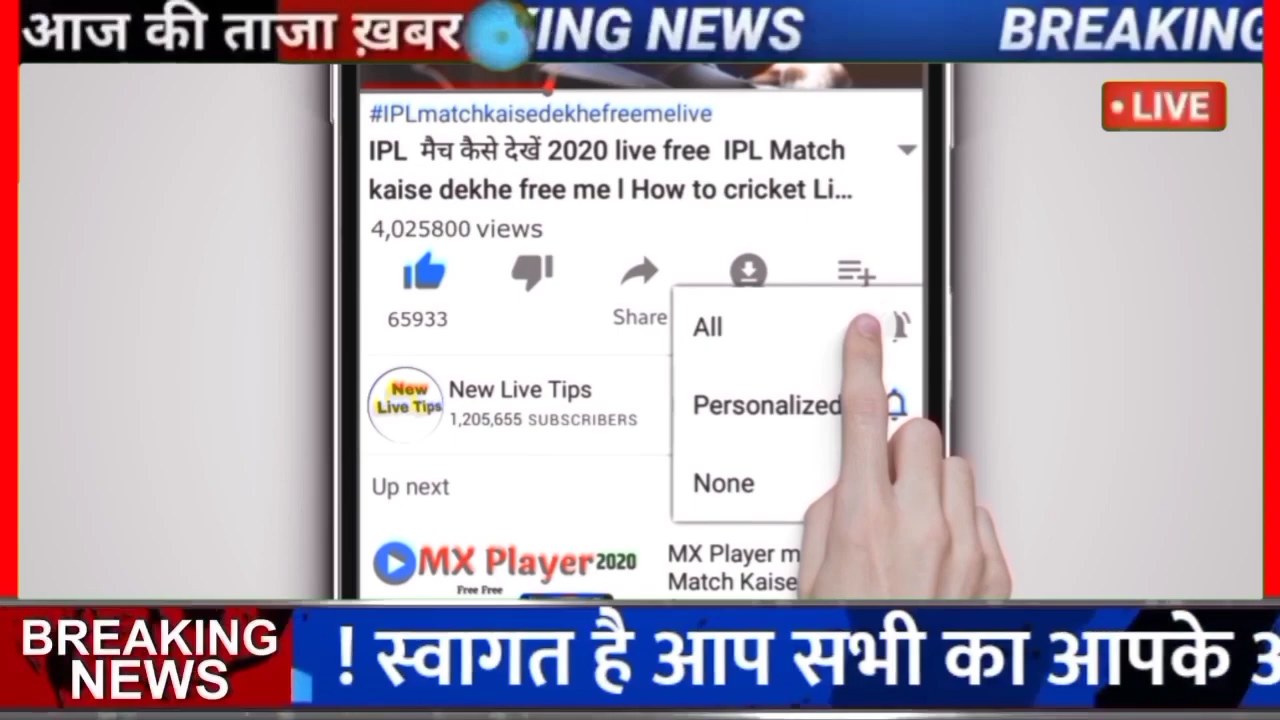 आज की ताजा ख़बर
ING NEWS
BREAKING
LIVE
#IPLmatchkaisedekhefreemelive
IPL मैच कैसे देखें 2020 live free IPL Match
kaise dekhe free me l How to cricket Li...
4,025800 views
65933
Share
All
New Live Tips
New Live Tips
1,205,655 SUBSCRIBERS
Personalized
None
Up next
MX Player 2020
Free Free
MX Player m
Match Kaise
BREAKING
NEWS
! स्वागत है आप सभी का आपके